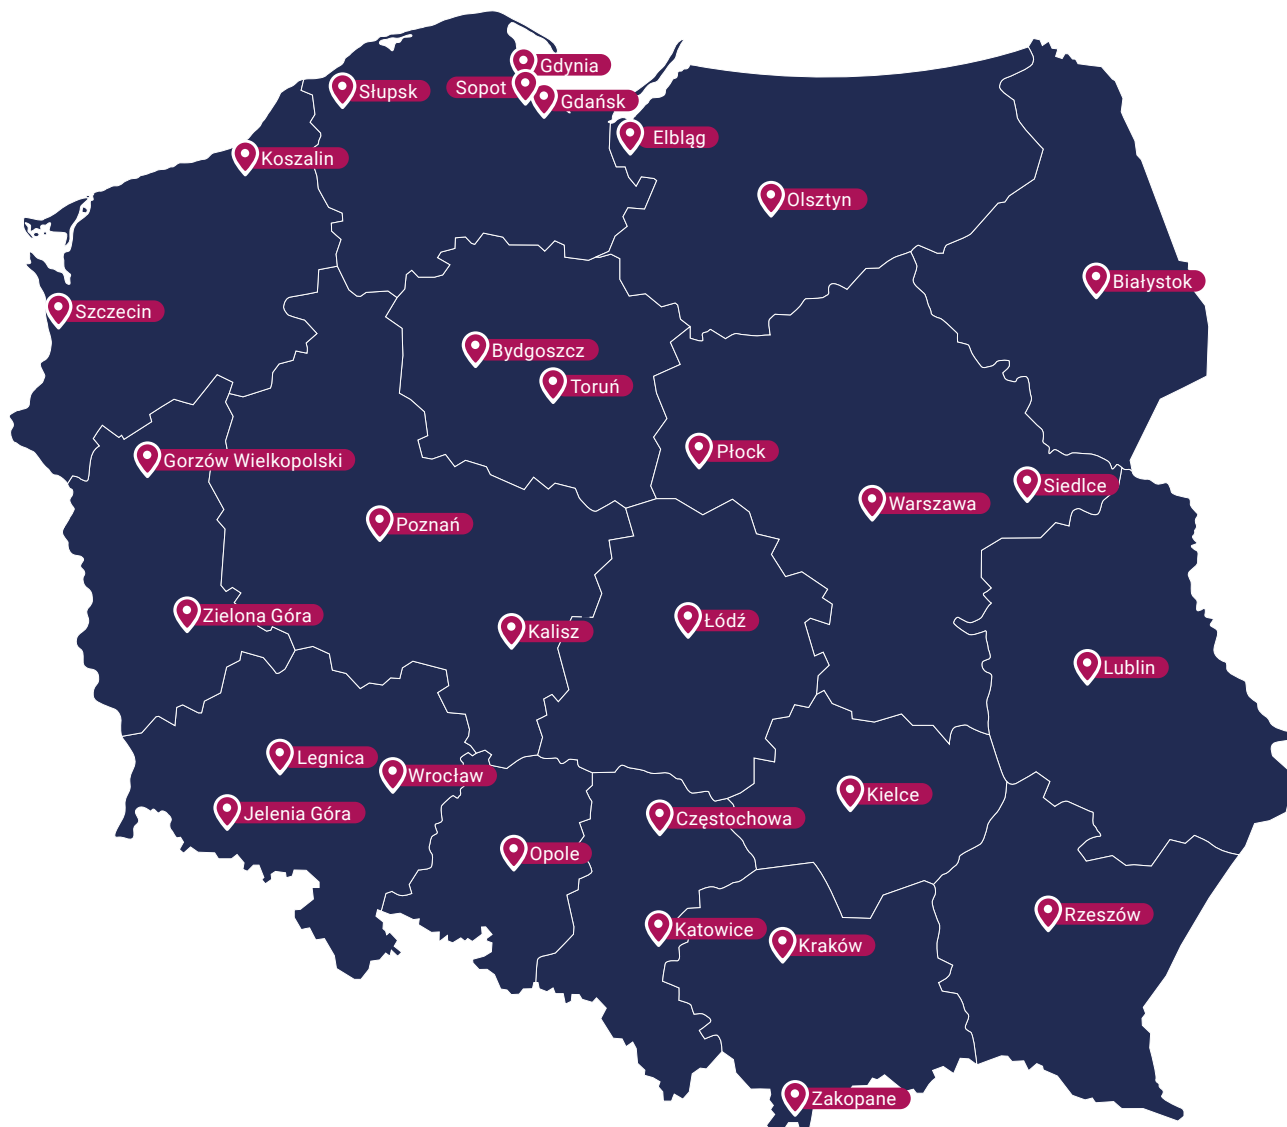 Gdynia
Sopot
Słupsk
Gdańsk
Elbląg
Koszalin
Olsztyn
Białystok
Szczecin
Bydgoszcz
Toruń
Płock
Gorzów Wielkopolski
Siedlce
Warszawa
Poznań
Zielona Góra
Łódź
Kalisz
Lublin
Legnica
Wrocław
Kielce
Jelenia Góra
Częstochowa
Opole
Rzeszów
Katowice
Kraków
Zakopane